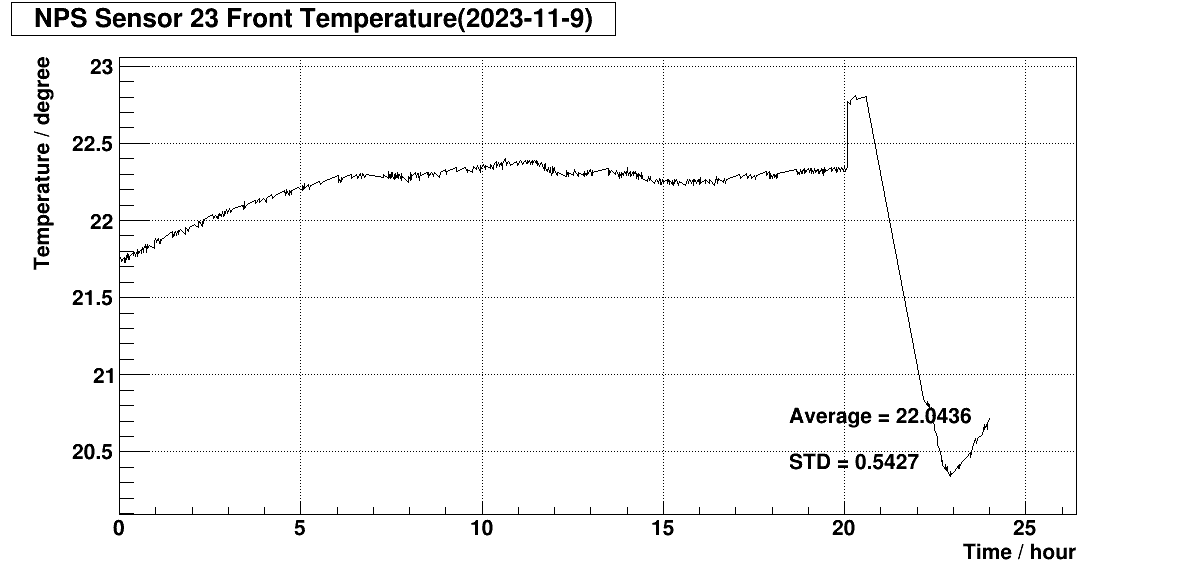 NPS Sensor 23 Front Temperature(2023-11-9)
Temperature / degree
23
22.5
22
21.5
21
20.5
Average = 22.0436
STD = 0.5427
0 5 10 15 20 25
Time / hour